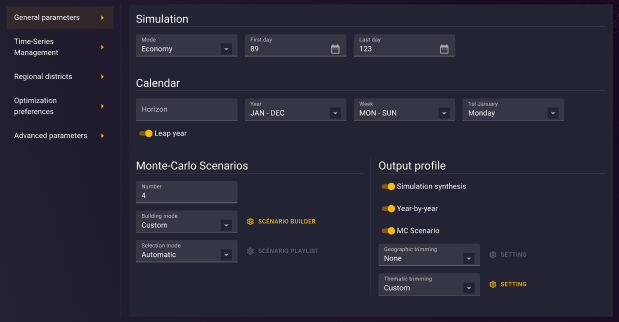 General parameters
Time-Series
Management
Regional districts
Optimization
preferences
Advanced parameters
Simulation
Mode
Economy
First day
89
Last day
123
Calendar
Horizon
Year
JAN - DEC
Week
MON - SUN
1st January
Monday
Leap year
Monte-Carlo Scenarios
Number
4
Building mode
Custom
SCÉNARIO BUILDER
Selection mode
Automatic
SCÉNARIO PLAYLIST
Output profile
Simulation synthesis
Year-by-year
MC Scenario
Geographic trimming
None
SETTING
Thematic trimming
Custom
SETTING